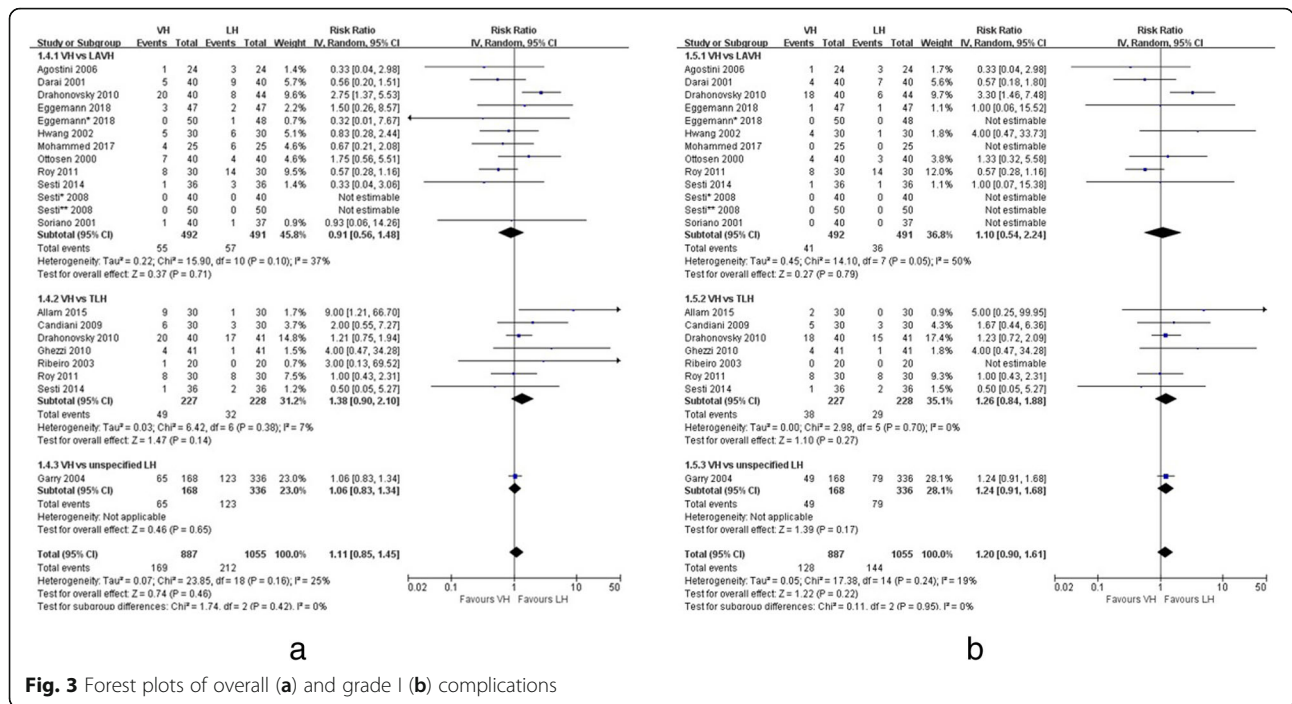 VH LH Risk Ratio Risk Ratio
Study or Subgroup Events Total Events Total Weight IV, Random, 95% CI IV, Random, 95% CI
1.4.1 VH vs LAVH
Agostini 2006 1 24 3 24 1.4% 0.33 [0.04, 2.98]
Darai 2001 5 40 9 40 5.7% 0.56 [0.20, 1.51]
Drahonovsky 2010 20 40 8 44 9.6% 2.75 [1.37, 5.53]
Eggemann 2018 3 47 2 47 2.2% 1.50 [0.26, 8.57]
Eggemann* 2018 0 50 1 48 0.7% 0.32 [0.01, 7.67]
Hwang 2002 5 30 6 30 5.1% 0.83 [0.28, 2.44]
Mohammed 2017 4 25 6 25 4.6% 0.67 [0.21, 2.08]
Ottosen 2000 7 40 4 40 4.6% 1.75 [0.56, 5.51]
Roy 2011 8 30 14 30 9.5% 0.57 [0.28, 1.16]
Sesti 2014 1 36 3 36 1.4% 0.33 [0.04, 3.06]
Sesti* 2008 0 40 0 40 Not estimable
Sesti** 2008 0 50 0 50 Not estimable
Soriano 2001 1 40 1 37 0.9% 0.93 [0.06, 14.26]
Subtotal (95% CI) 492 491 45.8% 0.91 [0.56, 1.48]
Total events 55 57
Heterogeneity: Tau² = 0.22; Chi² = 15.90, df = 10 (P = 0.10); I² = 37%
Test for overall effect: Z = 0.37 (P = 0.71)
1.4.2 VH vs TLH
Allam 2015 9 30 1 30 1.7% 9.00 [1.21, 66.70]
Candiani 2009 6 30 3 30 3.7% 2.00 [0.55, 7.27]
Drahonovsky 2010 20 40 17 41 14.8% 1.21 [0.75, 1.94]
Ghezzi 2010 4 41 1 41 1.5% 4.00 [0.47, 34.28]
Ribeiro 2003 1 20 0 20 0.7% 3.00 [0.13, 69.52]
Roy 2011 8 30 8 30 7.5% 1.00 [0.43, 2.31]
Sesti 2014 1 36 2 36 1.2% 0.50 [0.05, 5.27]
Subtotal (95% CI) 227 228 31.2% 1.38 [0.90, 2.10]
Total events 49 32
Heterogeneity: Tau² = 0.03; Chi² = 6.42, df = 6 (P = 0.38); I² = 7%
Test for overall effect: Z = 1.47 (P = 0.14)
1.4.3 VH vs unspecified LH
Garry 2004 65 168 123 336 23.0% 1.06 [0.83, 1.34]
Subtotal (95% CI) 168 336 23.0% 1.06 [0.83, 1.34]
Total events 65 123
Heterogeneity: Not applicable
Test for overall effect: Z = 0.46 (P = 0.65)
Total (95% CI) 887 1055 100.0% 1.11 [0.85, 1.45]
Total events 169 212
Heterogeneity: Tau² = 0.07; Chi² = 23.85, df = 18 (P = 0.16); I² = 25%
Test for overall effect: Z = 0.74 (P = 0.46)
Test for subgroup differences: Chi² = 1.74, df = 2 (P = 0.42), I² = 0%
0.02 0.1 1 10 50
Favours VH Favours LH
a
VH LH Risk Ratio Risk Ratio
Study or Subgroup Events Total Events Total Weight IV, Random, 95% CI IV, Random, 95% CI
1.5.1 VH vs LAVH
Agostini 2006 1 24 3 24 1.7% 0.33 [0.04, 2.98]
Darai 2001 4 40 7 40 5.1% 0.57 [0.18, 1.80]
Drahonovsky 2010 18 40 6 44 9.7% 3.30 [1.46, 7.48]
Eggemann 2018 1 47 1 47 1.1% 1.00 [0.06, 15.52]
Eggemann* 2018 0 50 0 48 Not estimable
Hwang 2002 4 30 1 30 1.8% 4.00 [0.47, 33.73]
Mohammed 2017 0 25 0 25 Not estimable
Ottosen 2000 4 40 3 40 3.8% 1.33 [0.32, 5.58]
Roy 2011 8 30 14 30 12.0% 0.57 [0.28, 1.16]
Sesti 2014 1 36 1 36 1.1% 1.00 [0.07, 15.38]
Sesti* 2008 0 40 0 40 Not estimable
Sesti** 2008 0 50 0 50 Not estimable
Soriano 2001 0 40 0 37 Not estimable
Subtotal (95% CI) 492 491 36.8% 1.10 [0.54, 2.24]
Total events 41 36
Heterogeneity: Tau² = 0.45; Chi² = 14.10, df = 7 (P = 0.05); I² = 50%
Test for overall effect: Z = 0.27 (P = 0.79)
1.5.2 VH vs TLH
Allam 2015 2 30 0 30 0.9% 5.00 [0.25, 99.95]
Candiani 2009 5 30 3 30 4.3% 1.67 [0.44, 6.36]
Drahonovsky 2010 18 40 15 41 17.4% 1.23 [0.72, 2.09]
Ghezzi 2010 4 41 1 41 1.8% 4.00 [0.47, 34.28]
Ribeiro 2003 0 20 0 20 Not estimable
Roy 2011 8 30 8 30 9.3% 1.00 [0.43, 2.31]
Sesti 2014 1 36 2 36 1.5% 0.50 [0.05, 5.27]
Subtotal (95% CI) 227 228 35.1% 1.26 [0.84, 1.88]
Total events 38 29
Heterogeneity: Tau² = 0.00; Chi² = 2.98, df = 5 (P = 0.70); I² = 0%
Test for overall effect: Z = 1.10 (P = 0.27)
1.5.3 VH vs unspecified LH
Garry 2004 49 168 79 336 28.1% 1.24 [0.91, 1.68]
Subtotal (95% CI) 168 336 28.1% 1.24 [0.91, 1.68]
Total events 49 79
Heterogeneity: Not applicable
Test for overall effect: Z = 1.39 (P = 0.17)
Total (95% CI) 887 1055 100.0% 1.20 [0.90, 1.61]
Total events 128 144
Heterogeneity: Tau² = 0.05; Chi² = 17.38, df = 14 (P = 0.24); I² = 19%
Test for overall effect: Z = 1.22 (P = 0.22)
Test for subgroup differences: Chi² = 0.11, df = 2 (P = 0.95), I² = 0%
0.02 0.1 1 10 50
Favours VH Favours LH
b
Fig. 3 Forest plots of overall (a) and grade I (b) complications